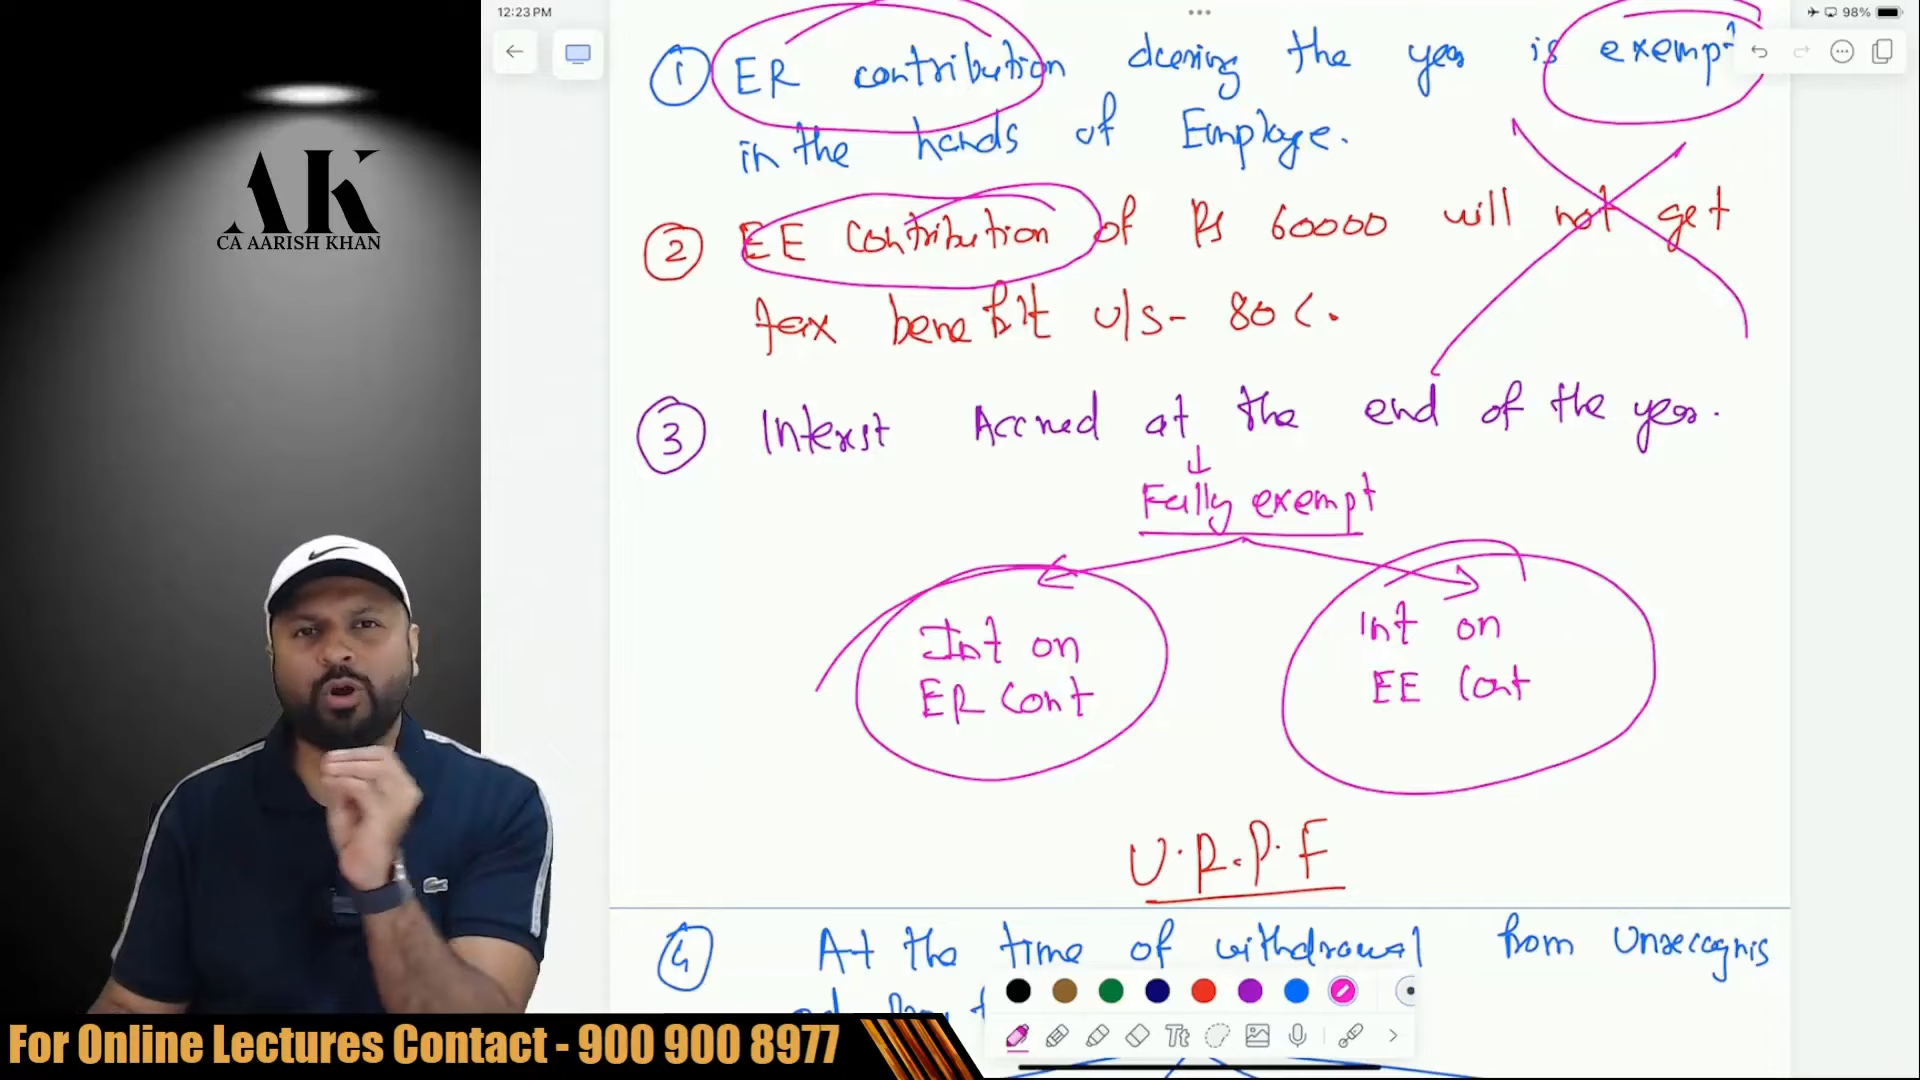 12:23 PM
98%
AK
CA AARISH KHAN
① ER contribution during the year is exempt
in the hands of Employee.
② EE Contribution of Rs 60000 will not get
tax benefit u/s- 80C.
③ Interest Accrued at the end of the year.
↓
Fully exempt
Int on
ER Cont
Int on
EE Cont
U.R.P.F
④ At the time of withdrawal from Unrecognis
Tt
For Online Lectures Contact - 900 900 8977